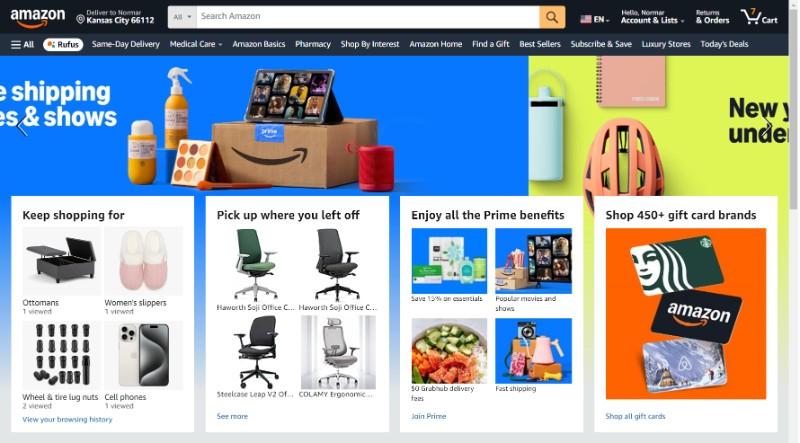 amazon
Deliver to Normar
Kansas City 66112
All
Search Amazon
EN
Hello, Normar
Account & Lists
Returns
& Orders
7
Cart
All
Rufus
Same-Day Delivery
Medical Care
Amazon Basics
Pharmacy
Shop By Interest
Amazon Home
Find a Gift
Best Sellers
Subscribe & Save
Luxury Stores
Today's Deals
e shipping
es & shows
prime
New y
unde
Keep shopping for
Ottomans
1 viewed
Women's slippers
1 viewed
Wheel & tire lug nuts
2 viewed
Cell phones
1 viewed
View your browsing history
Pick up where you left off
Haworth Soji Office C...
Haworth Soji Office C...
Steelcase Leap V2 Of...
COLAMY Ergonomic...
See more
Enjoy all the Prime benefits
Save 15% on essentials
Popular movies and
shows
$0 Grubhub delivery
fees
Fast shipping
Join Prime
Shop 450+ gift card brands
amazon
Shop all gift cards